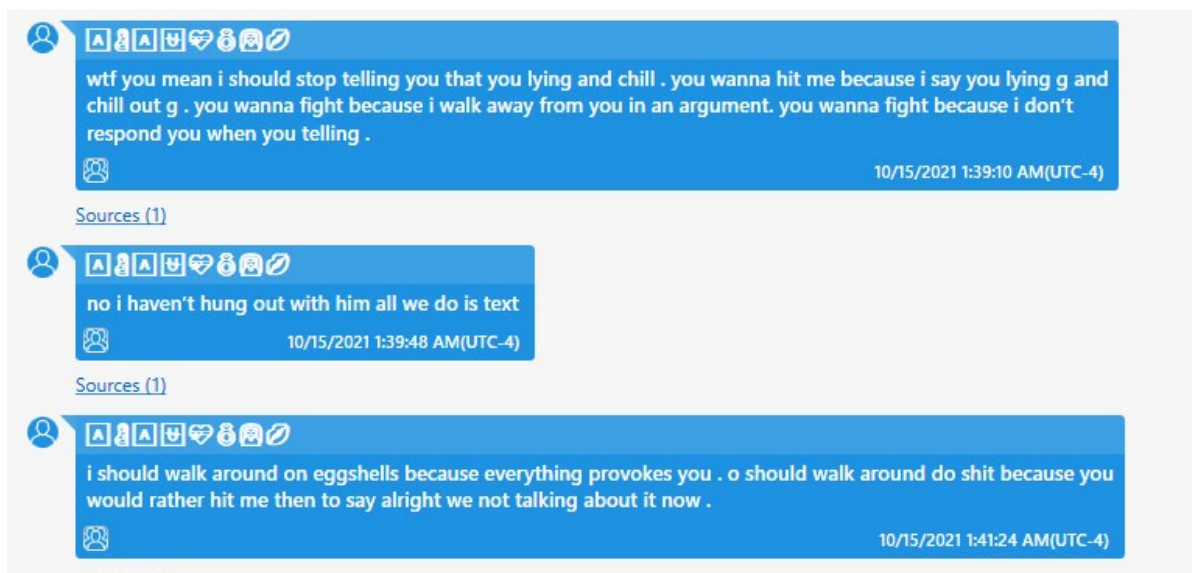 wtf you mean i should stop telling you that you lying and chill . you wanna hit me because i say you lying g and
chill out g . you wanna fight because i walk away from you in an argument. you wanna fight because i don’t
respond you when you telling .
10/15/2021 1:39:10 AM(UTC-4)
Sources (1)
no i haven’t hung out with him all we do is text
10/15/2021 1:39:48 AM(UTC-4)
Sources (1)
i should walk around on eggshells because everything provokes you . o should walk around do shit because you
would rather hit me then to say alright we not talking about it now .
10/15/2021 1:41:24 AM(UTC-4)